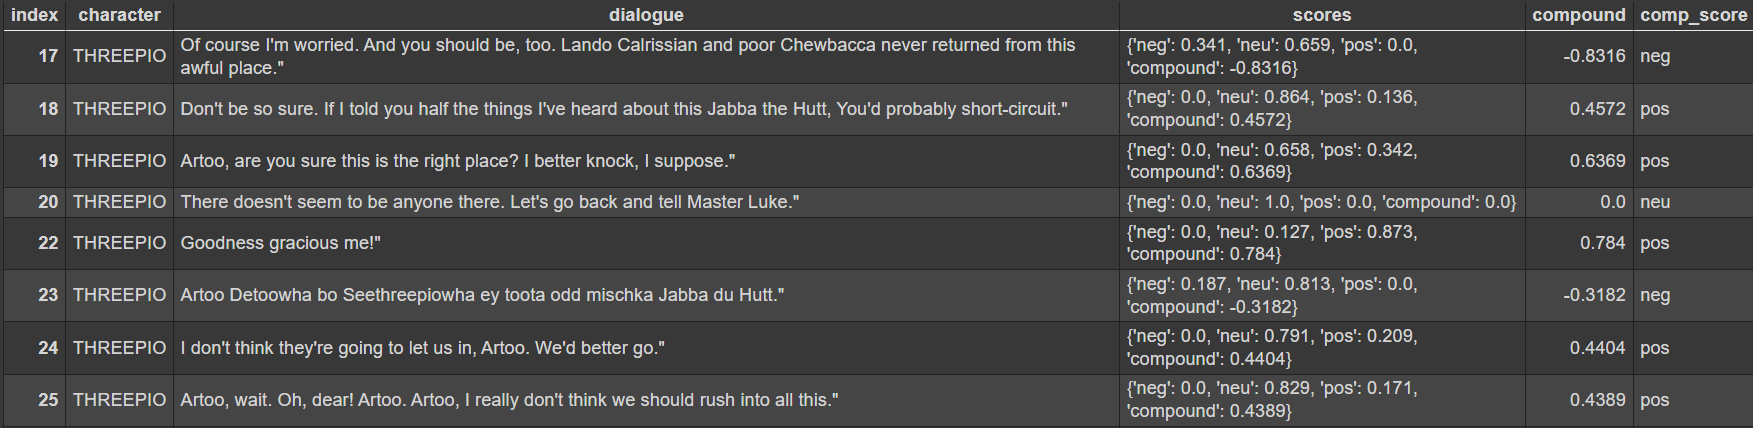 index character dialogue scores compound comp_score
17 THREEPIO Of course I'm worried. And you should be, too. Lando Calrissian and poor Chewbacca never returned from this awful place." {'neg': 0.341, 'neu': 0.659, 'pos': 0.0, 'compound': -0.8316} -0.8316 neg
18 THREEPIO Don't be so sure. If I told you half the things I've heard about this Jabba the Hutt, You'd probably short-circuit." {'neg': 0.0, 'neu': 0.864, 'pos': 0.136, 'compound': 0.4572} 0.4572 pos
19 THREEPIO Artoo, are you sure this is the right place? I better knock, I suppose." {'neg': 0.0, 'neu': 0.658, 'pos': 0.342, 'compound': 0.6369} 0.6369 pos
20 THREEPIO There doesn't seem to be anyone there. Let's go back and tell Master Luke." {'neg': 0.0, 'neu': 1.0, 'pos': 0.0, 'compound': 0.0} 0.0 neu
22 THREEPIO Goodness gracious me!" {'neg': 0.0, 'neu': 0.127, 'pos': 0.873, 'compound': 0.784} 0.784 pos
23 THREEPIO Artoo Detoowha bo Seethreepiowha ey toota odd mischka Jabba du Hutt." {'neg': 0.187, 'neu': 0.813, 'pos': 0.0, 'compound': -0.3182} -0.3182 neg
24 THREEPIO I don't think they're going to let us in, Artoo. We'd better go." {'neg': 0.0, 'neu': 0.791, 'pos': 0.209, 'compound': 0.4404} 0.4404 pos
25 THREEPIO Artoo, wait. Oh, dear! Artoo. Artoo, I really don't think we should rush into all this." {'neg': 0.0, 'neu': 0.829, 'pos': 0.171, 'compound': 0.4389} 0.4389 pos